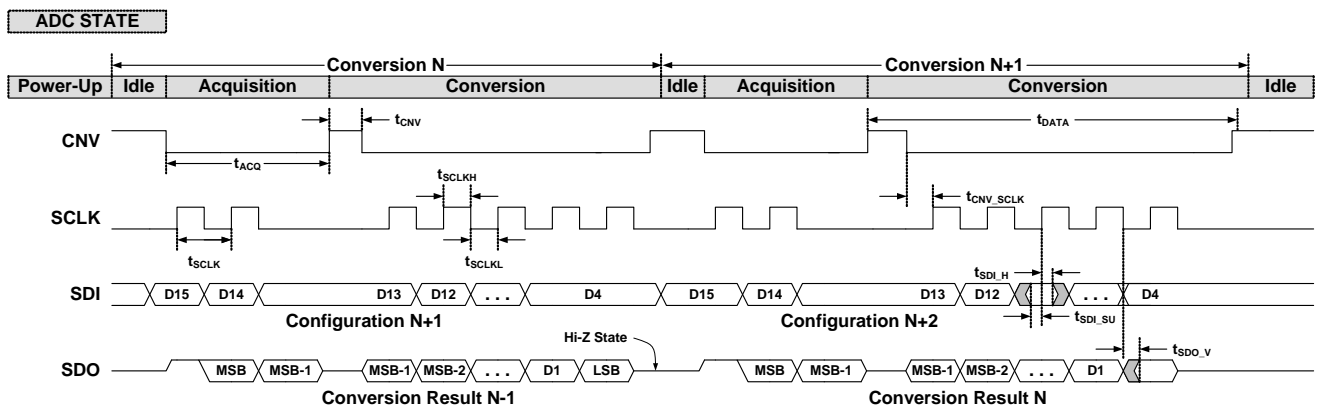 ADC STATE
Conversion N Conversion N+1
Power-Up Idle Acquisition Conversion Idle Acquisition Conversion Idle
CNV tCNV tDATA
tACQ
tSCLKH
SCLK tCNV_SCLK
tSCLK tSCLKL
tSDI_H
SDI D15 D14 D13 D12 . . . D4 D15 D14 D13 D12 . . . D4
Configuration N+1 Configuration N+2 tSDI_SU
Hi-Z State
tSDO_V
SDO MSB MSB-1 MSB-1 MSB-2 . . . D1 LSB MSB MSB-1 MSB-1 MSB-2 . . . D1
Conversion Result N-1 Conversion Result N